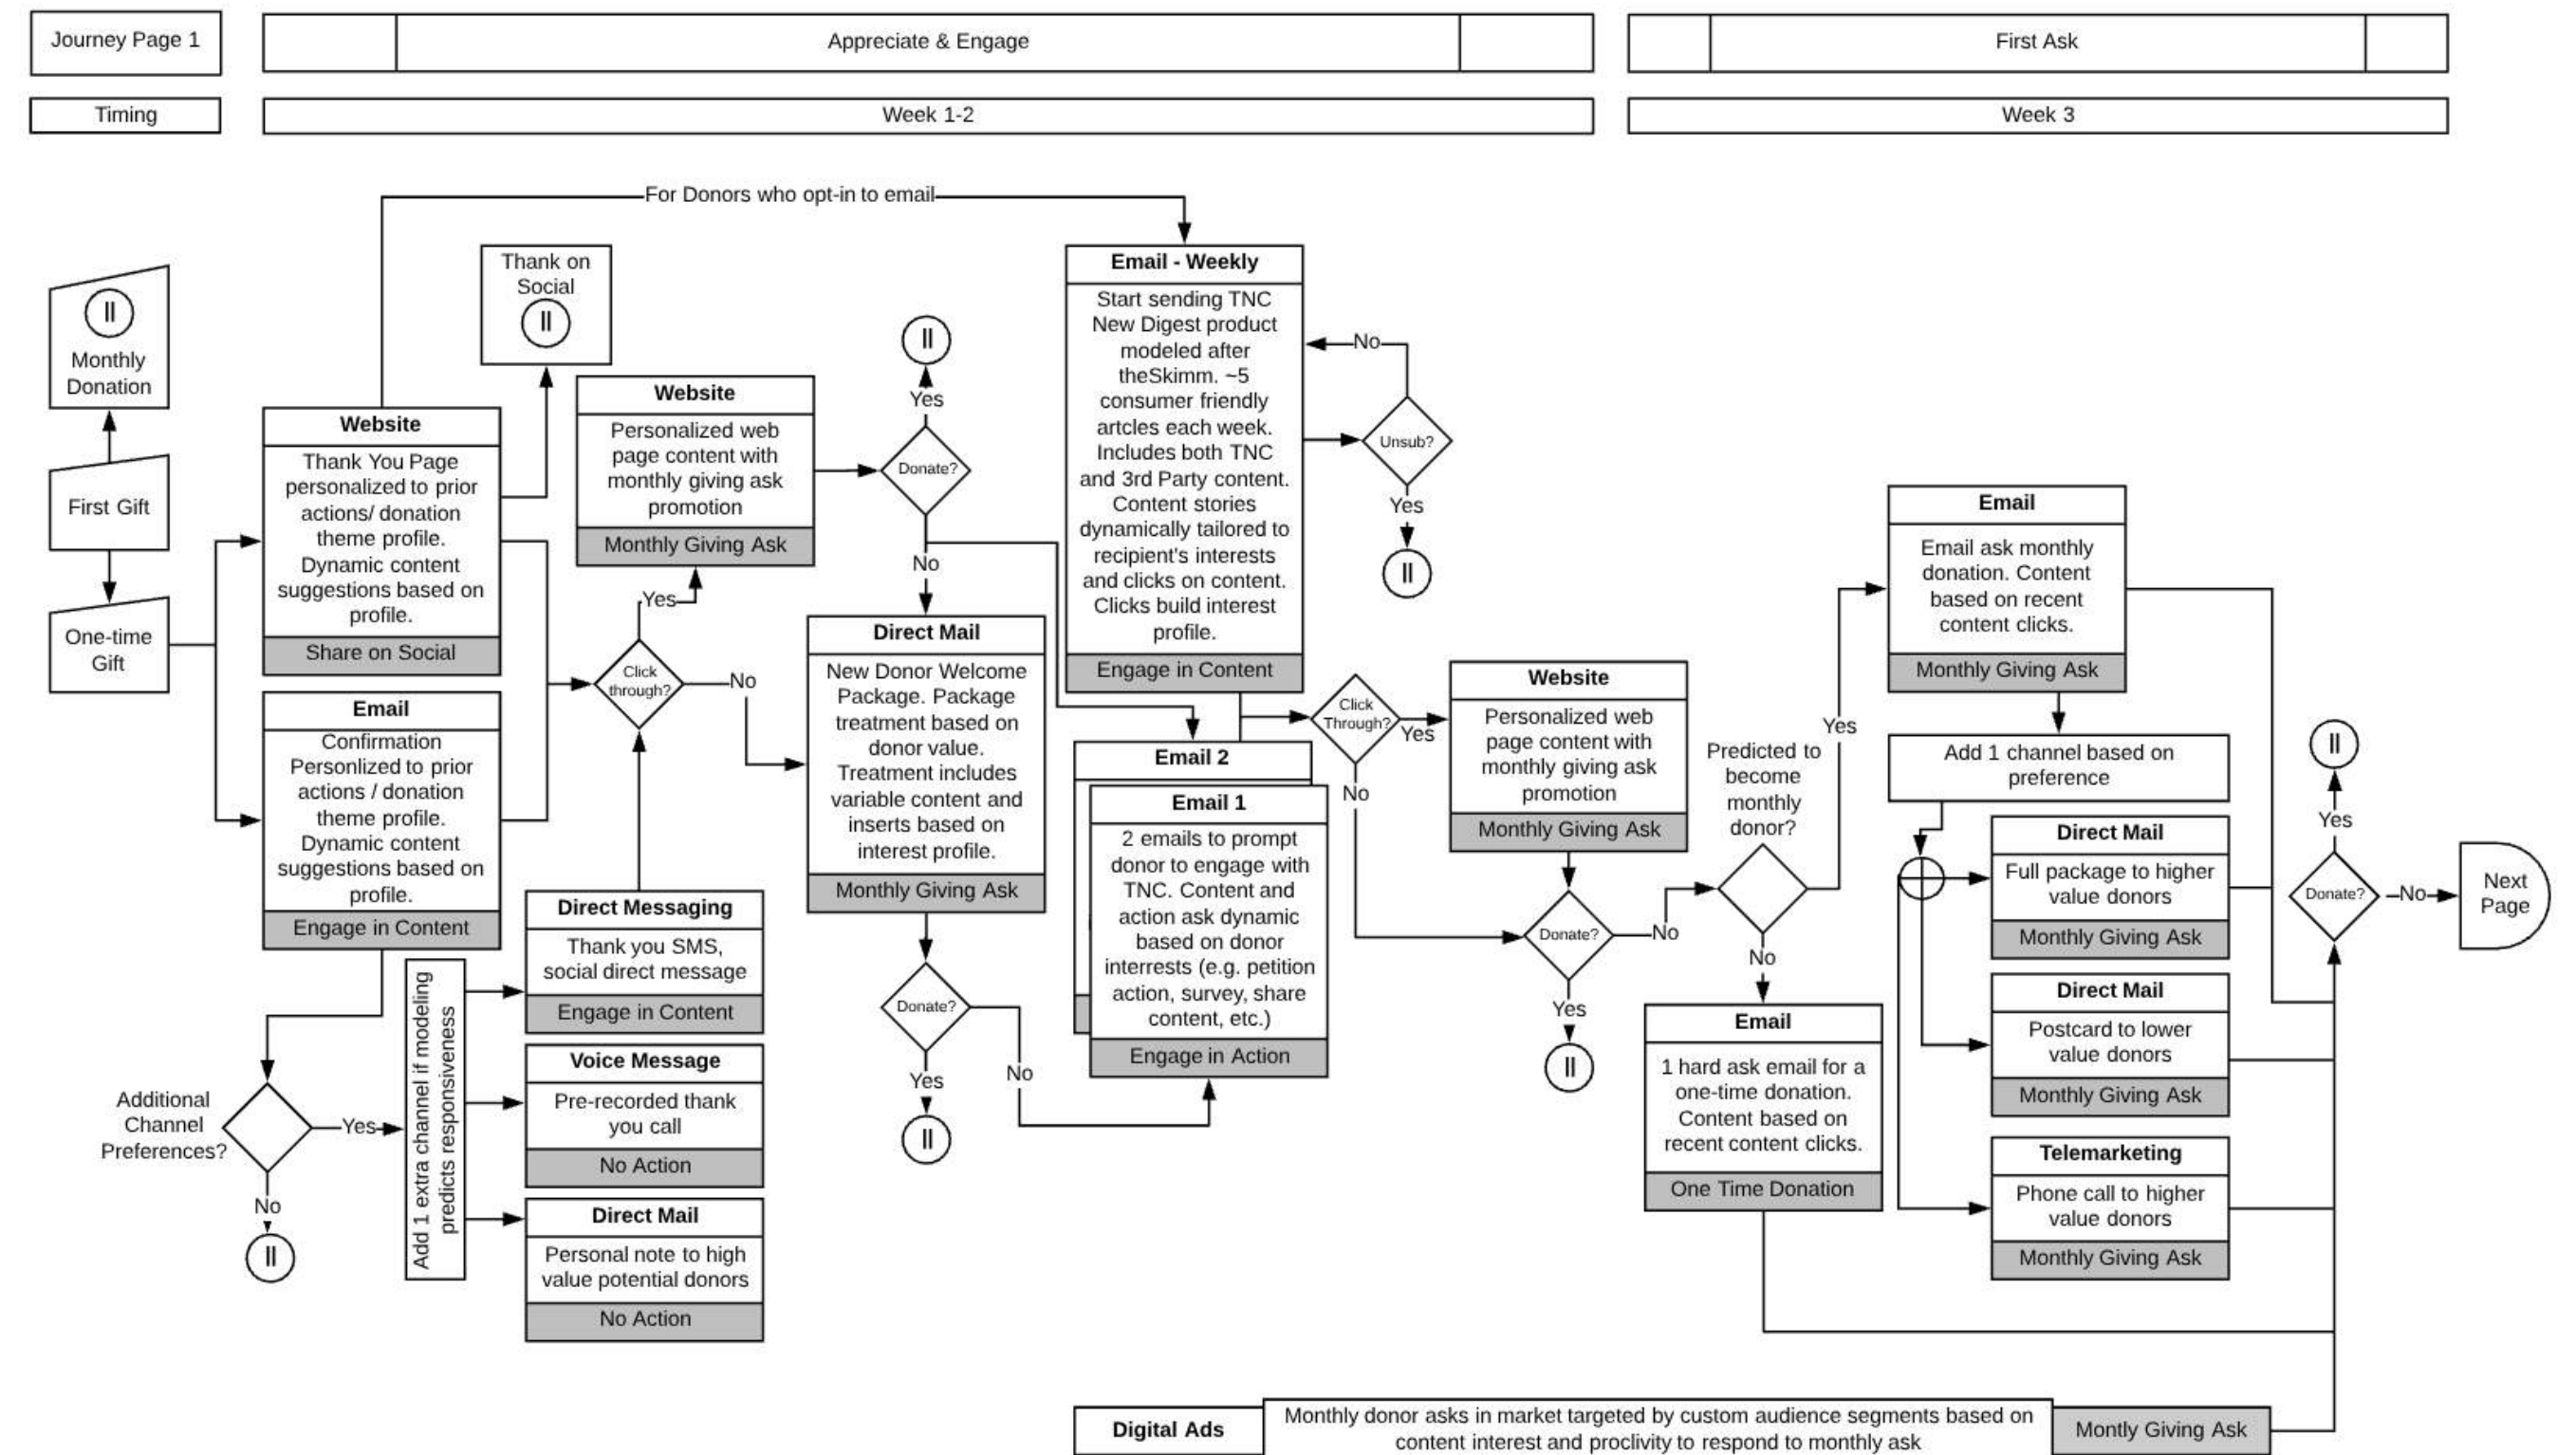 Journey Page 1
Appreciate & Engage
First Ask
Timing
Week 1-2
Week 3
For Donors who opt-in to email
II
Monthly
Donation
First Gift
One-time
Gift
Website
Thank You Page
personalized to prior
actions/ donation
theme profile.
Dynamic content
suggestions based on
profile.
Share on Social
Email
Confirmation
Personlized to prior
actions / donation
theme profile.
Dynamic content
suggestions based on
profile.
Engage in Content
Additional
Channel
Preferences?
Yes
No
II
Add 1 extra channel if modeling
predicts responsiveness
Thank on
Social
II
Website
Personalized web
page content with
monthly giving ask
promotion
Monthly Giving Ask
Yes
Click
through?
No
Direct Messaging
Thank you SMS,
social direct message
Engage in Content
Voice Message
Pre-recorded thank
you call
No Action
Direct Mail
Personal note to high
value potential donors
No Action
II
Yes
Donate?
No
Direct Mail
New Donor Welcome
Package. Package
treatment based on
donor value.
Treatment includes
variable content and
inserts based on
interest profile.
Monthly Giving Ask
Donate?
Yes
II
No
Email - Weekly
Start sending TNC
New Digest product
modeled after
theSkimm. ~5
consumer friendly
artcles each week.
Includes both TNC
and 3rd Party content.
Content stories
dynamically tailored to
recipient's interests
and clicks on content.
Clicks build interest
profile.
Engage in Content
No
Unsub?
Yes
II
Email 2
Email 1
2 emails to prompt
donor to engage with
TNC. Content and
action ask dynamic
based on donor
interrests (e.g. petition
action, survey, share
content, etc.)
Engage in Action
Click
Through?
Yes
No
Website
Personalized web
page content with
monthly giving ask
promotion
Monthly Giving Ask
Donate?
No
Yes
II
Predicted to
become
monthly
donor?
Yes
No
Email
1 hard ask email for a
one-time donation.
Content based on
recent content clicks.
One Time Donation
Email
Email ask monthly
donation. Content
based on recent
content clicks.
Monthly Giving Ask
Add 1 channel based on
preference
Direct Mail
Full package to higher
value donors
Monthly Giving Ask
Direct Mail
Postcard to lower
value donors
Monthly Giving Ask
Telemarketing
Phone call to higher
value donors
Monthly Giving Ask
II
Yes
Donate?
No
Next
Page
Digital Ads
Monthly donor asks in market targeted by custom audience segments based on
content interest and proclivity to respond to monthly ask
Montly Giving Ask